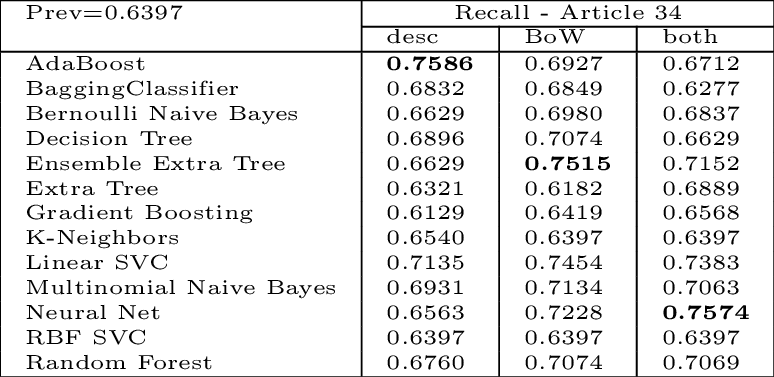 Prev=0.6397 Recall - Article 34
desc BoW both
AdaBoost 0.7586 0.6927 0.6712
BaggingClassifier 0.6832 0.6849 0.6277
Bernoulli Naive Bayes 0.6629 0.6980 0.6837
Decision Tree 0.6896 0.7074 0.6629
Ensemble Extra Tree 0.6629 0.7515 0.7152
Extra Tree 0.6321 0.6182 0.6889
Gradient Boosting 0.6129 0.6419 0.6568
K-Neighbors 0.6540 0.6397 0.6397
Linear SVC 0.7135 0.7454 0.7383
Multinomial Naive Bayes 0.6931 0.7134 0.7063
Neural Net 0.6563 0.7228 0.7574
RBF SVC 0.6397 0.6397 0.6397
Random Forest 0.6760 0.7074 0.7069